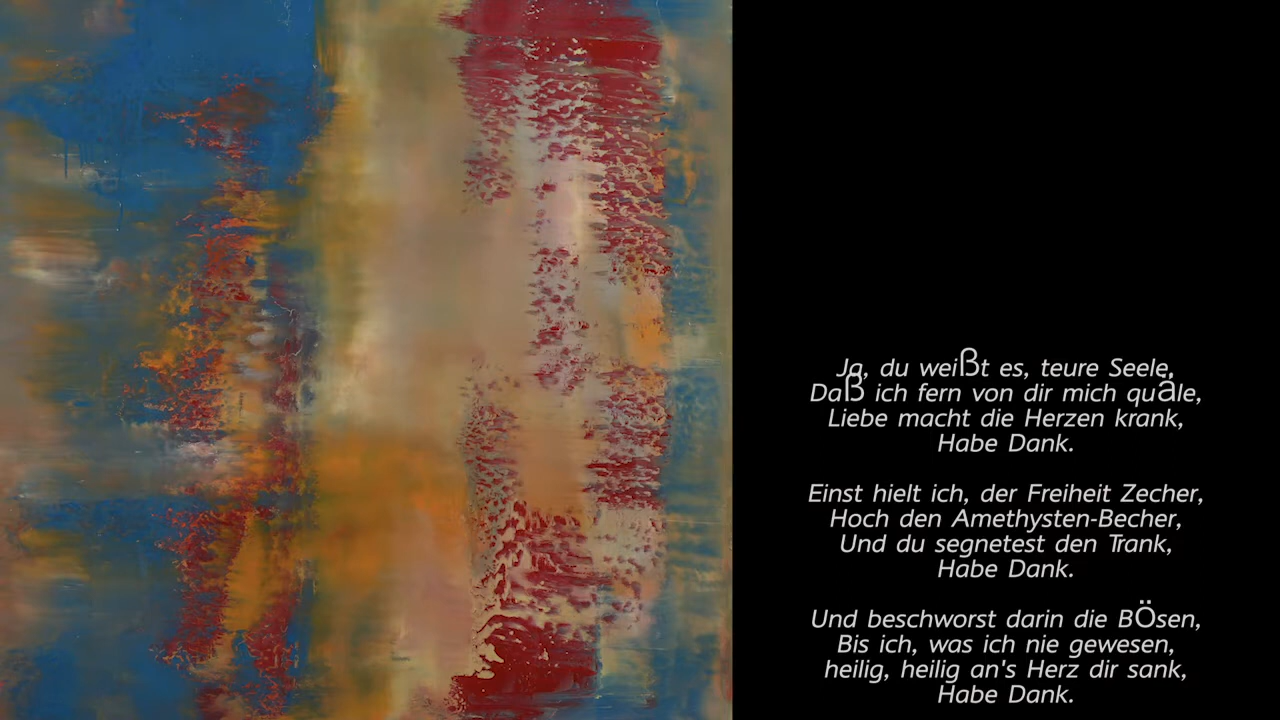 Ja, du weißt es, teure Seele,
Daß ich fern von dir mich quäle,
Liebe macht die Herzen krank,
Habe Dank.
Einst hielt ich, der Freiheit Zecher,
Hoch den Amethysten-Becher,
Und du segnetest den Trank,
Habe Dank.
Und beschworst darin die BÖsen,
Bis ich, was ich nie gewesen,
heilig, heilig an's Herz dir sank,
Habe Dank.